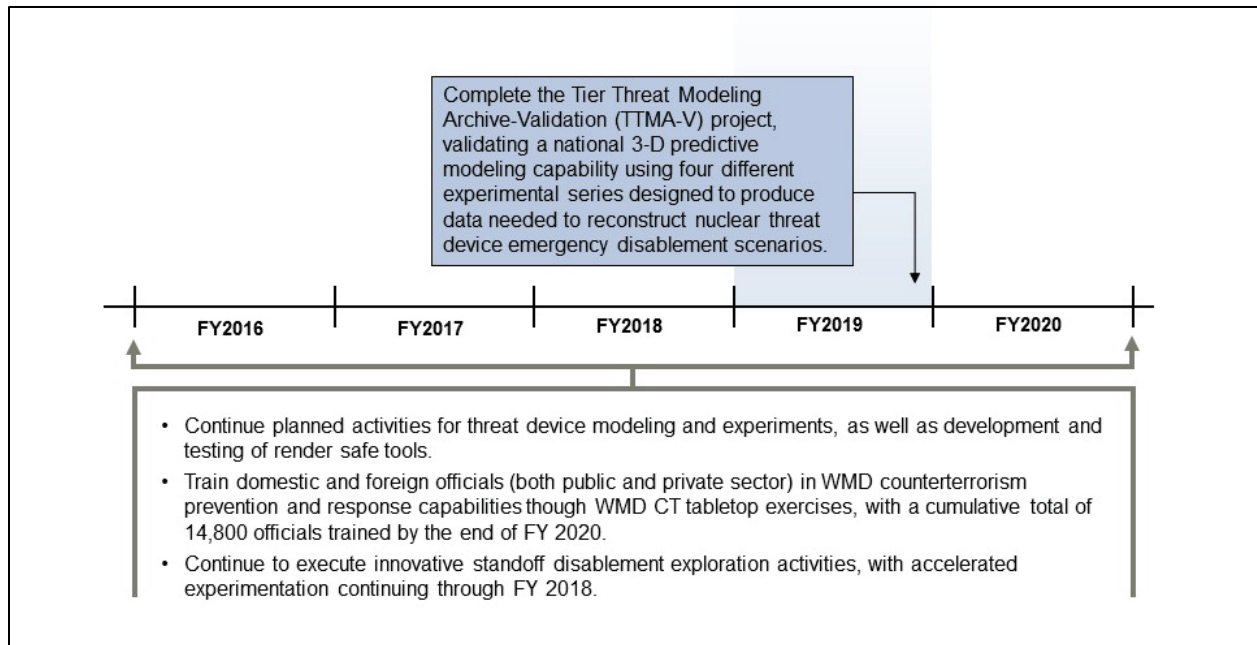 Complete the Tier Threat Modeling
Archive-Validation (TTMA-V) project,
validating a national 3-D predictive
modeling capability using four different
experimental series designed to produce
data needed to reconstruct nuclear threat
device emergency disablement scenarios.
FY2016 FY2017 FY2018 FY2019 FY2020
• Continue planned activities for threat device modeling and experiments, as well as development and
testing of render safe tools.
• Train domestic and foreign officials (both public and private sector) in WMD counterterrorism
prevention and response capabilities though WMD CT tabletop exercises, with a cumulative total of
14,800 officials trained by the end of FY 2020.
• Continue to execute innovative standoff disablement exploration activities, with accelerated
experimentation continuing through FY 2018.